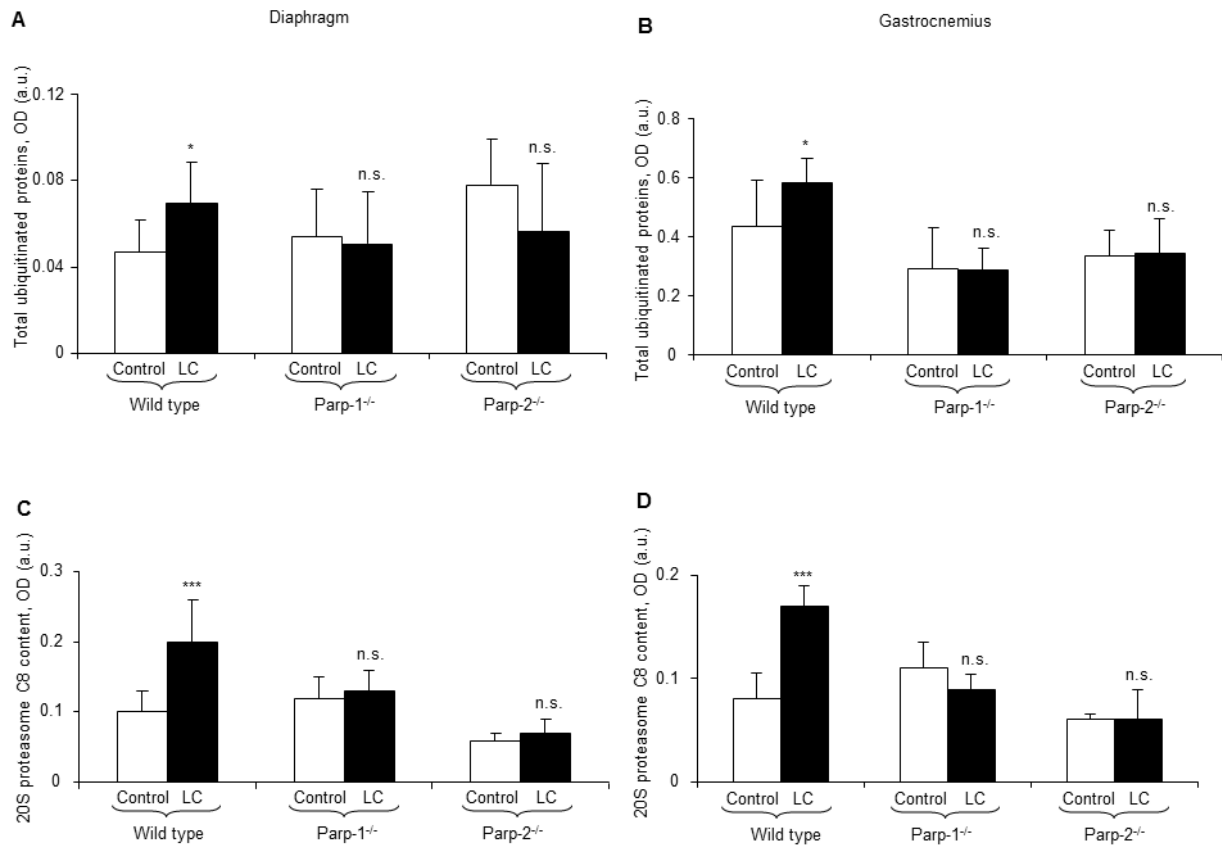 A
Diaphragm
Total ubiquitinated proteins, OD (a.u.)
0.12
0.08
0.04
0
*
n.s.
n.s.
Control LC Control LC Control LC
Wild type Parp-1-/- Parp-2-/-
B
Gastrocnemius
Total ubiquitinated proteins, OD (a.u.)
0.8
0.6
0.4
0.2
0
*
n.s.
n.s.
Control LC Control LC Control LC
Wild type Parp-1-/- Parp-2-/-
C
20S proteasome C8 content, OD (a.u.)
0.3
0.2
0.1
0
***
n.s.
n.s.
Control LC Control LC Control LC
Wild type Parp-1-/- Parp-2-/-
D
20S proteasome C8 content, OD (a.u.)
0.2
0.1
0
***
n.s.
n.s.
Control LC Control LC Control LC
Wild type Parp-1-/- Parp-2-/-